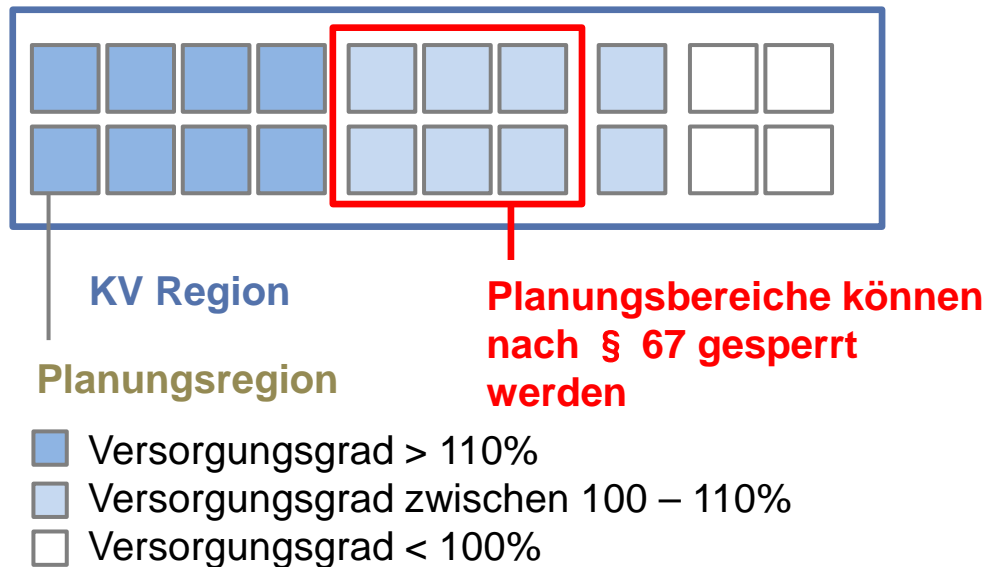 KV Region
Planungsbereiche können
nach § 67 gesperrt
werden
Planungsregion
Versorgungsgrad > 110%
Versorgungsgrad zwischen 100 – 110%
Versorgungsgrad < 100%